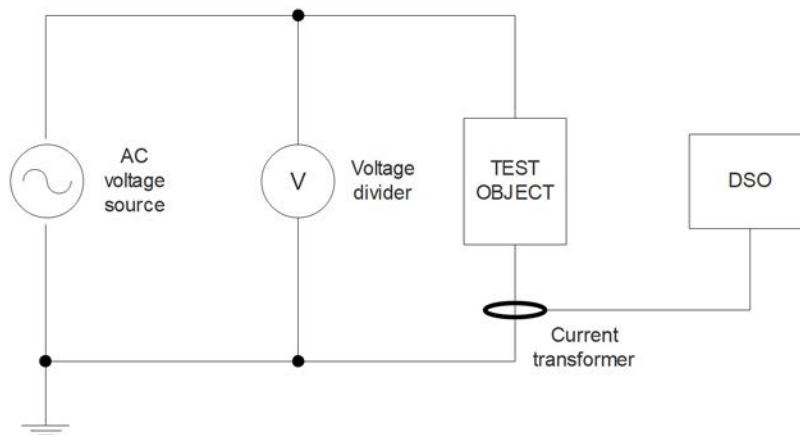 AC
voltage
source
V
Voltage
divider
TEST
OBJECT
DSO
Current
transformer